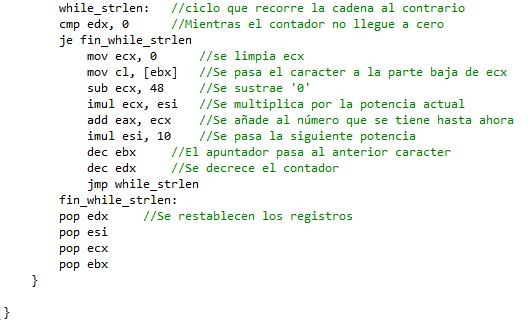 while_strlen:   //ciclo que recorre la cadena al contrario
cmp edx, 0      //Mientras el contador no llegue a cero
je fin_while_strlen
mov ecx, 0      //se limpia ecx
mov cl, [ebx]   //Se pasa el caracter a la parte baja de ecx
sub ecx, 48     //Se sustrae '0'
imul ecx, esi   //Se multiplica por la potencia actual
add eax, ecx    //Se añade al número que se tiene hasta ahora
imul esi, 10    //Se pasa la siguiente potencia
dec ebx     //El apuntador pasa al anterior caracter
dec edx     //Se decrece el contador
jmp while_strlen
fin_while_strlen:
pop edx     //Se restablecen los registros
pop esi
pop ecx
pop ebx
}
}